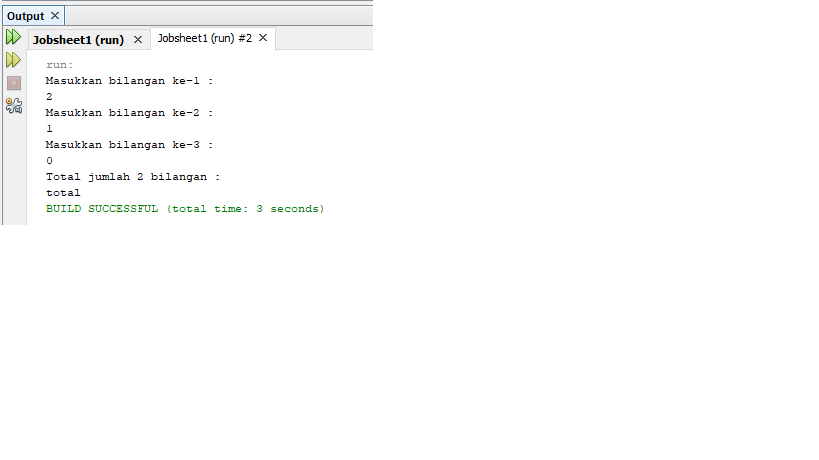 Output
Jobsheet1 (run) Jobsheet1 (run) #2
run:
Masukkan bilangan ke-1 :
2
Masukkan bilangan ke-2 :
1
Masukkan bilangan ke-3 :
0
Total jumlah 2 bilangan :
total
BUILD SUCCESSFUL (total time: 3 seconds)